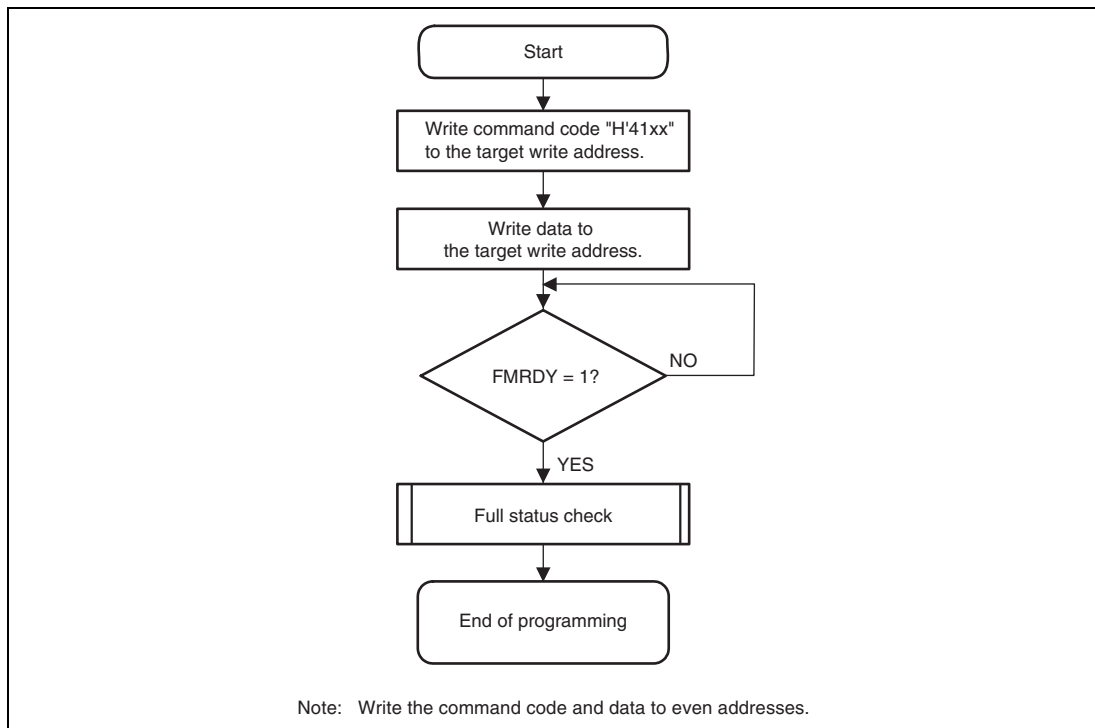 Start
Write command code "H'41xx"
to the target write address.
Write data to
the target write address.
FMRDY = 1?
NO
YES
Full status check
End of programming
Note: Write the command code and data to even addresses.